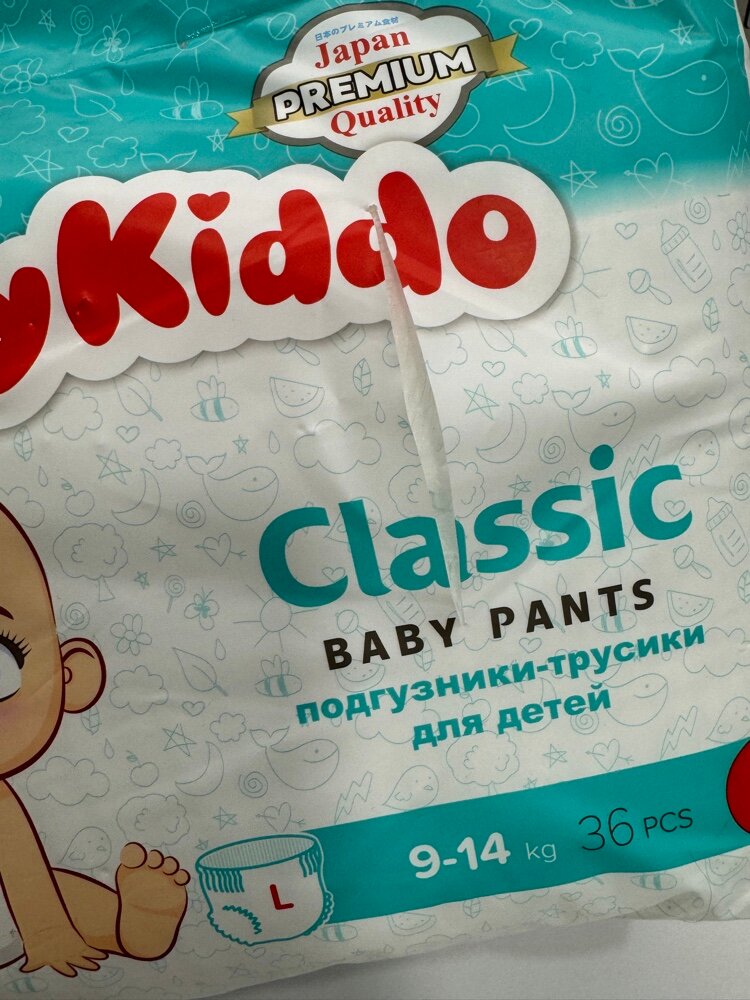 日本のプレミアム食材
Japan
PREMIUM
Quality
Kiddo
Classic
BABY PANTS
подгузники-трусики
для детей
9-14 kg 36 PCS
L